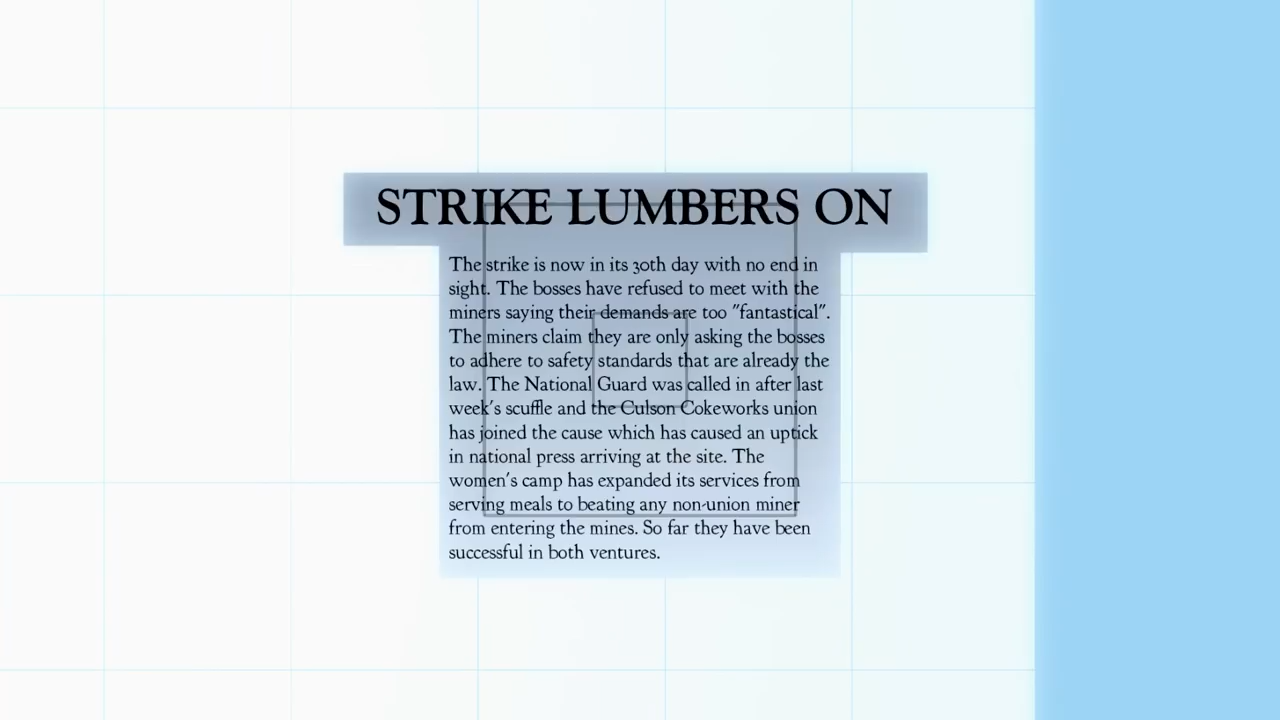 STRIKE LUMBERS ON
The strike is now in its 30th day with no end in
sight. The bosses have refused to meet with the
miners saying their demands are too "fantastical".
The miners claim they are only asking the bosses
to adhere to safety standards that are already the
law. The National Guard was called in after last
week's scuffle and the Culson Cokeworks union
has joined the cause which has caused an uptick
in national press arriving at the site. The
women's camp has expanded its services from
serving meals to beating any non-union miner
from entering the mines. So far they have been
successful in both ventures.